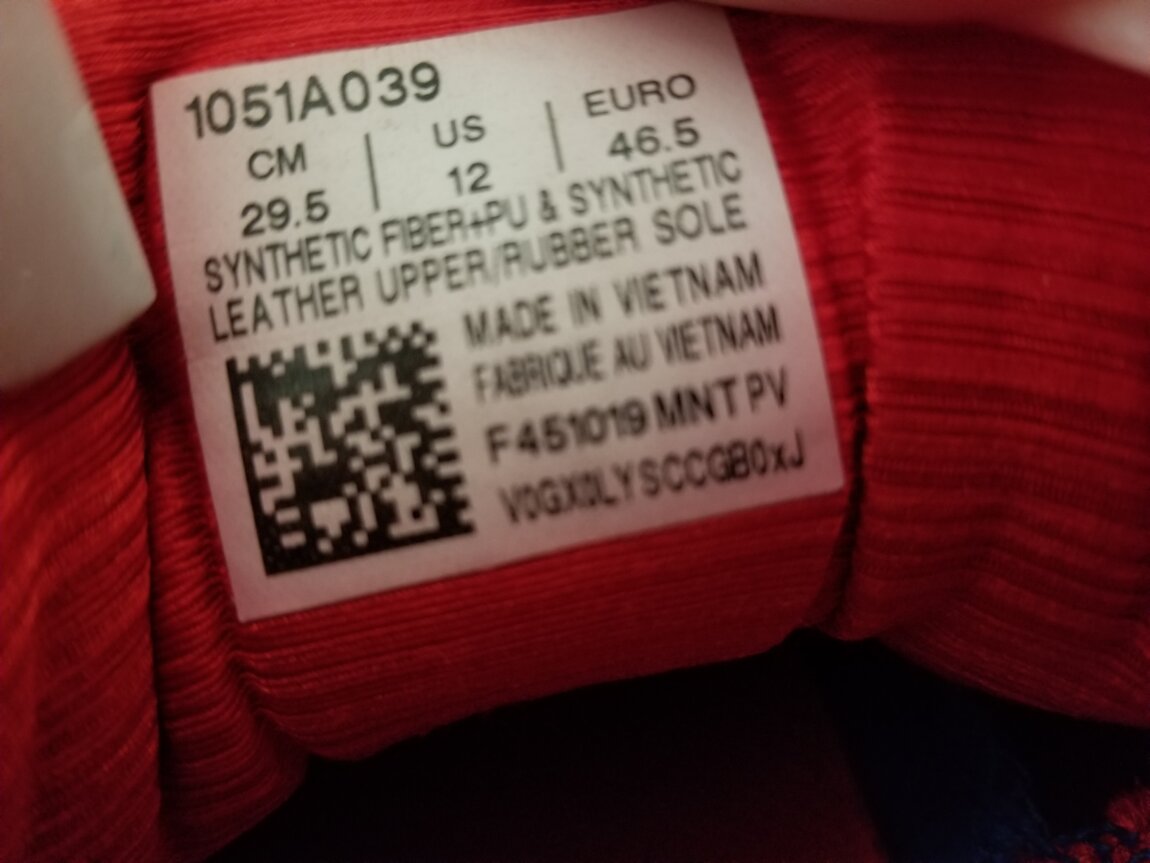 1051A039
CM | US | EURO
29.5 | 12 | 46.5
SYNTHETIC FIBER+PU & SYNTHETIC
LEATHER UPPER/RUBBER SOLE
MADE IN VIETNAM
FABRIQUE AU VIETNAM
F451019 MNT PV
V0GX0LYSCCGB0xJ